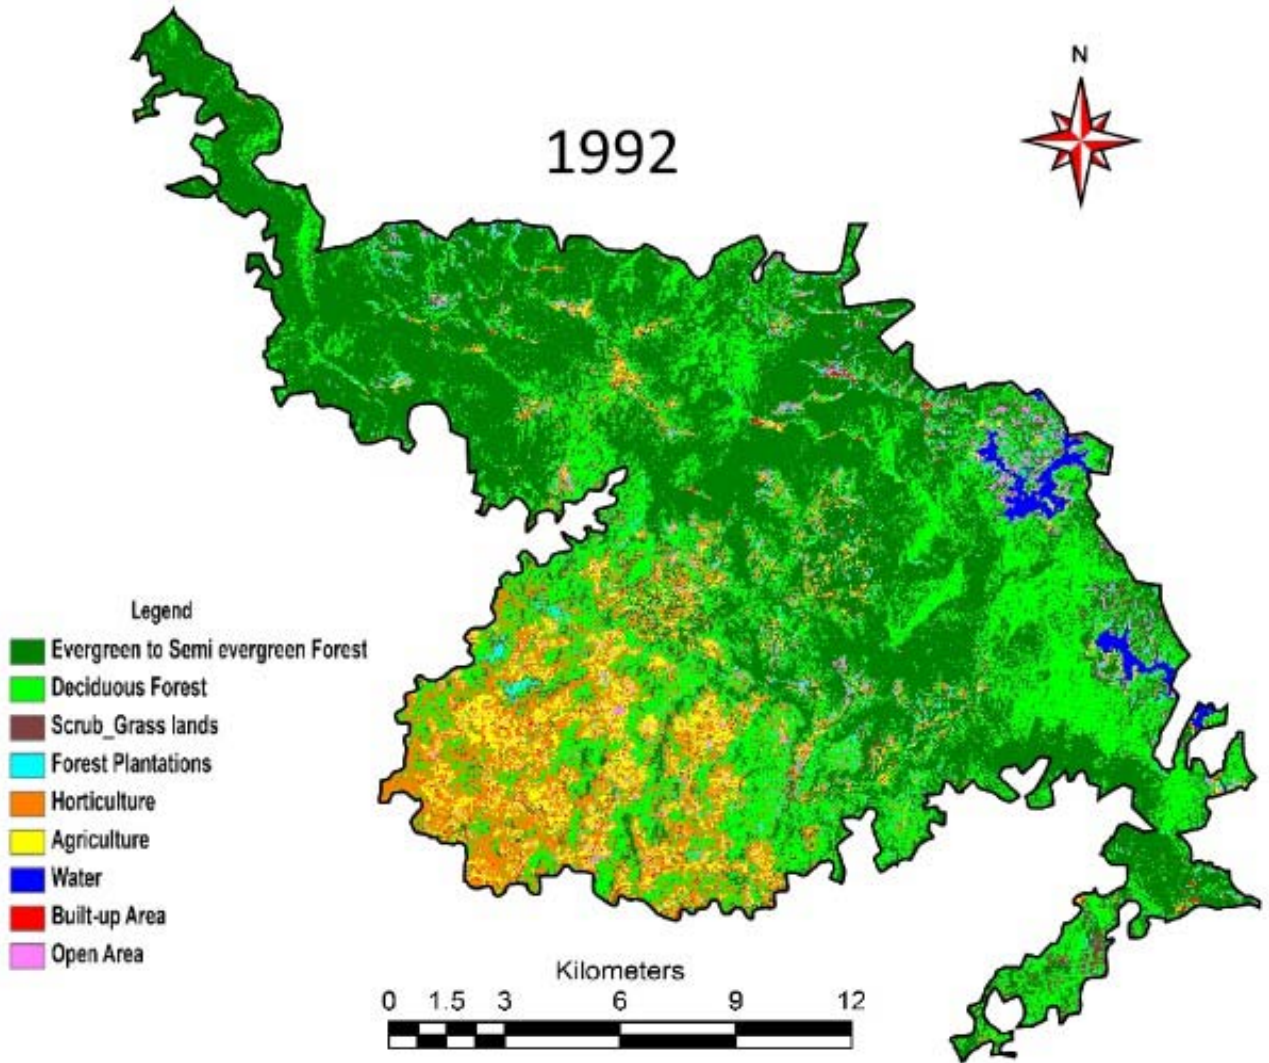 N
1992
Legend
Evergreen to Semi evergreen Forest
Deciduous Forest
Scrub_Grass lands
Forest Plantations
Horticulture
Agriculture
Water
Built-up Area
Open Area
Kilometers
0 1.5 3 6 9 12